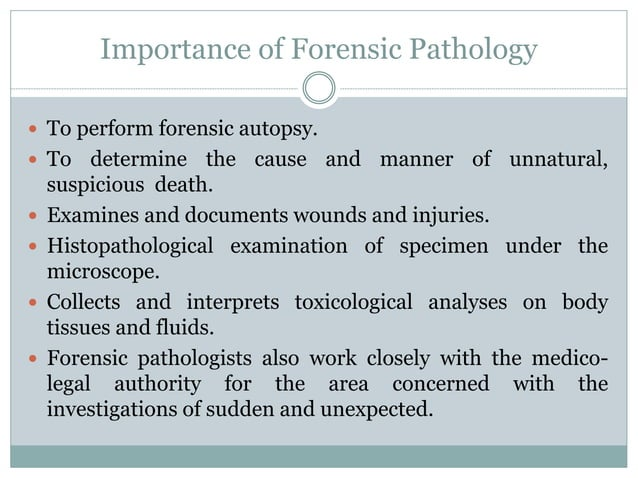 Importance of Forensic Pathology
• To perform forensic autopsy.
• To determine the cause and manner of unnatural,
suspicious death.
• Examines and documents wounds and injuries.
• Histopathological examination of specimen under the
microscope.
• Collects and interprets toxicological analyses on body
tissues and fluids.
• Forensic pathologists also work closely with the medico-
legal authority for the area concerned with the
investigations of sudden and unexpected.